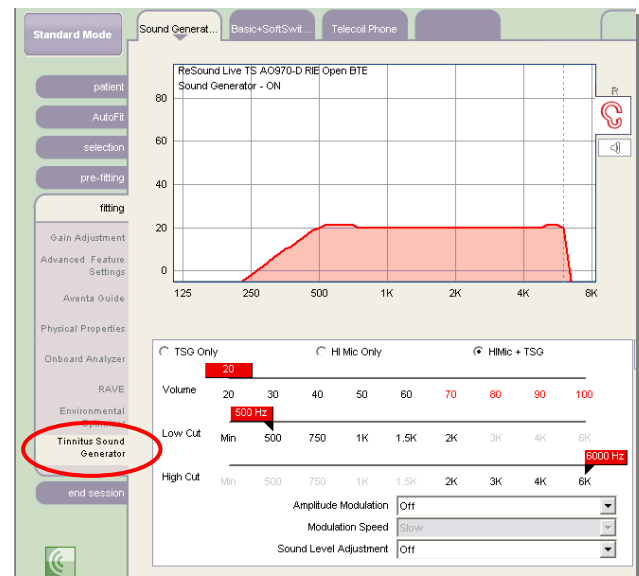 Standard Mode
Sound Generat...
Basic+SoftSwit...
Telecoil Phone
patient
AutoFit
selection
pre-fitting
fitting
Gain Adjustment
Advanced Feature
Settings
Aventa Guide
Physical Properties
Onboard Analyzer
RAVE
Environmental
Tinnitus Sound
Generator
end session
ReSound Live TS AO970-D RIE Open BTE
Sound Generator - ON
R
80
60
40
20
0
125 250 500 1K 2K 4K 8K
TSG Only HI Mic Only HIMic + TSG
20
Volume 20 30 40 50 60 70 80 90 100
500 Hz
Low Cut Min 500 750 1K 1.5K 2K 3K 4K 6K
6000 Hz
High Cut Min 500 750 1K 1.5K 2K 3K 4K 6K
Amplitude Modulation Off
Modulation Speed Slow
Sound Level Adjustment Off